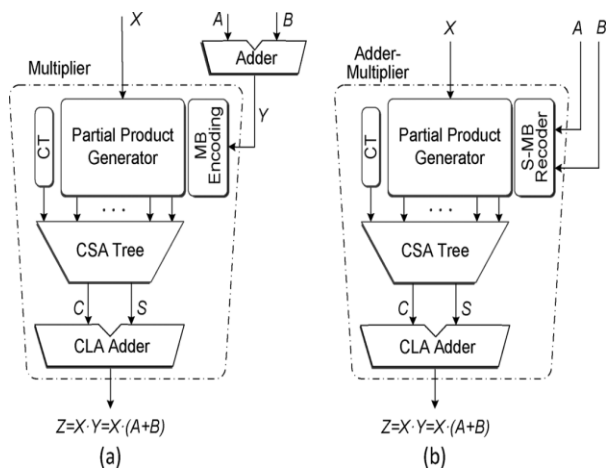 X
A
B
Adder
Multiplier
Y
CT
Partial Product
Generator
MB
Encoding
. . .
CSA Tree
C
S
CLA Adder
Z=X·Y=X·(A+B)
(a)
A
B
X
Adder-
Multiplier
CT
Partial Product
Generator
S-MB
Recoder
. . .
CSA Tree
C
S
CLA Adder
Z=X·Y=X·(A+B)
(b)